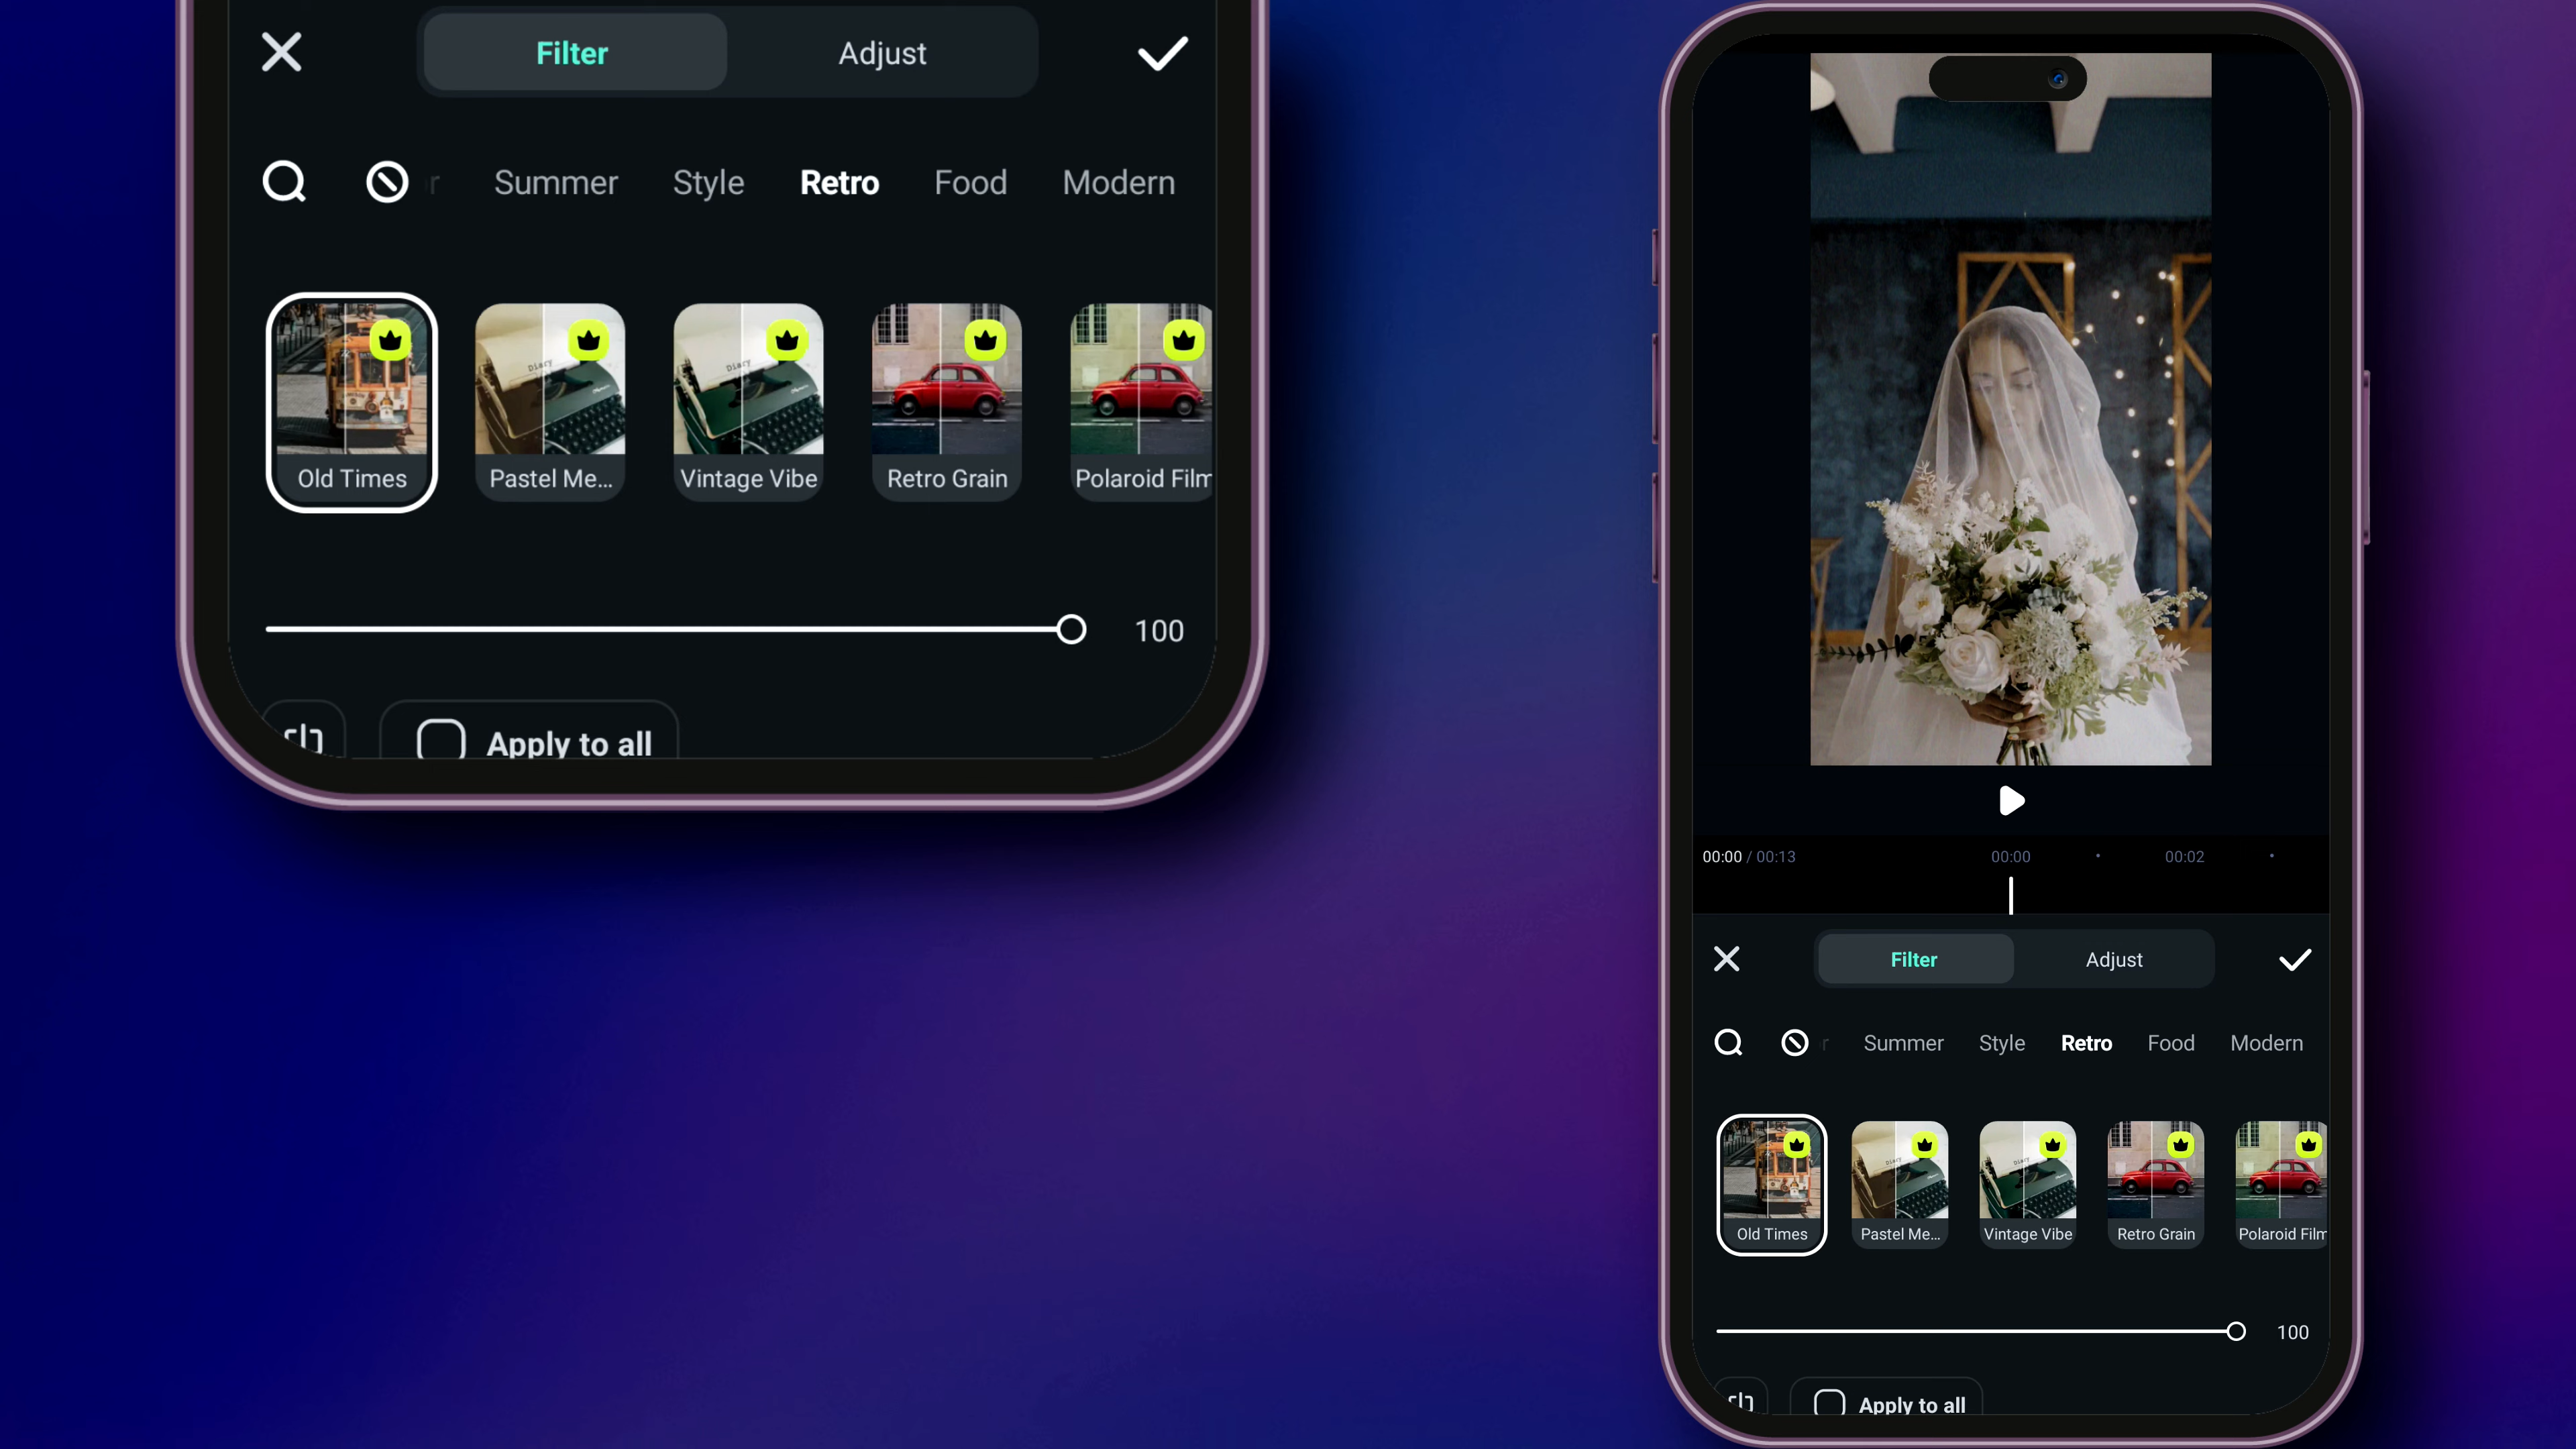 Filter Adjust
Summer Style Retro Food Modern
Old Times Pastel Me... Vintage Vibe Retro Grain Polaroid Film
100
Apply to all
00:00 / 00:13 00:00 00:02
Filter Adjust
Summer Style Retro Food Modern
Old Times Pastel Me... Vintage Vibe Retro Grain Polaroid Film
100
Apply to all